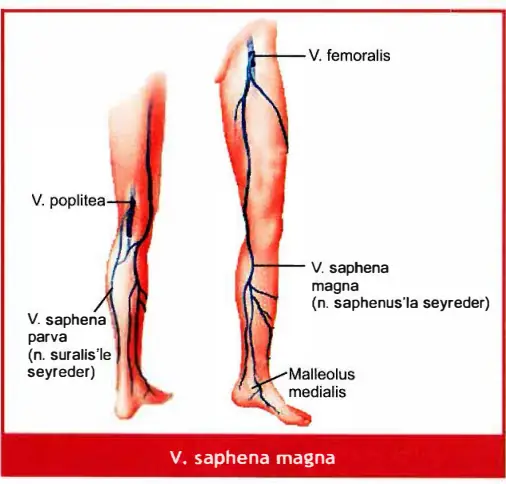 V. femoralis
V. poplitea
V. saphena
magna
(n. saphenus'la seyreder)
V. saphena
parva
(n. suralis'le
seyreder)
Malleolus
medialis
V. saphena magna